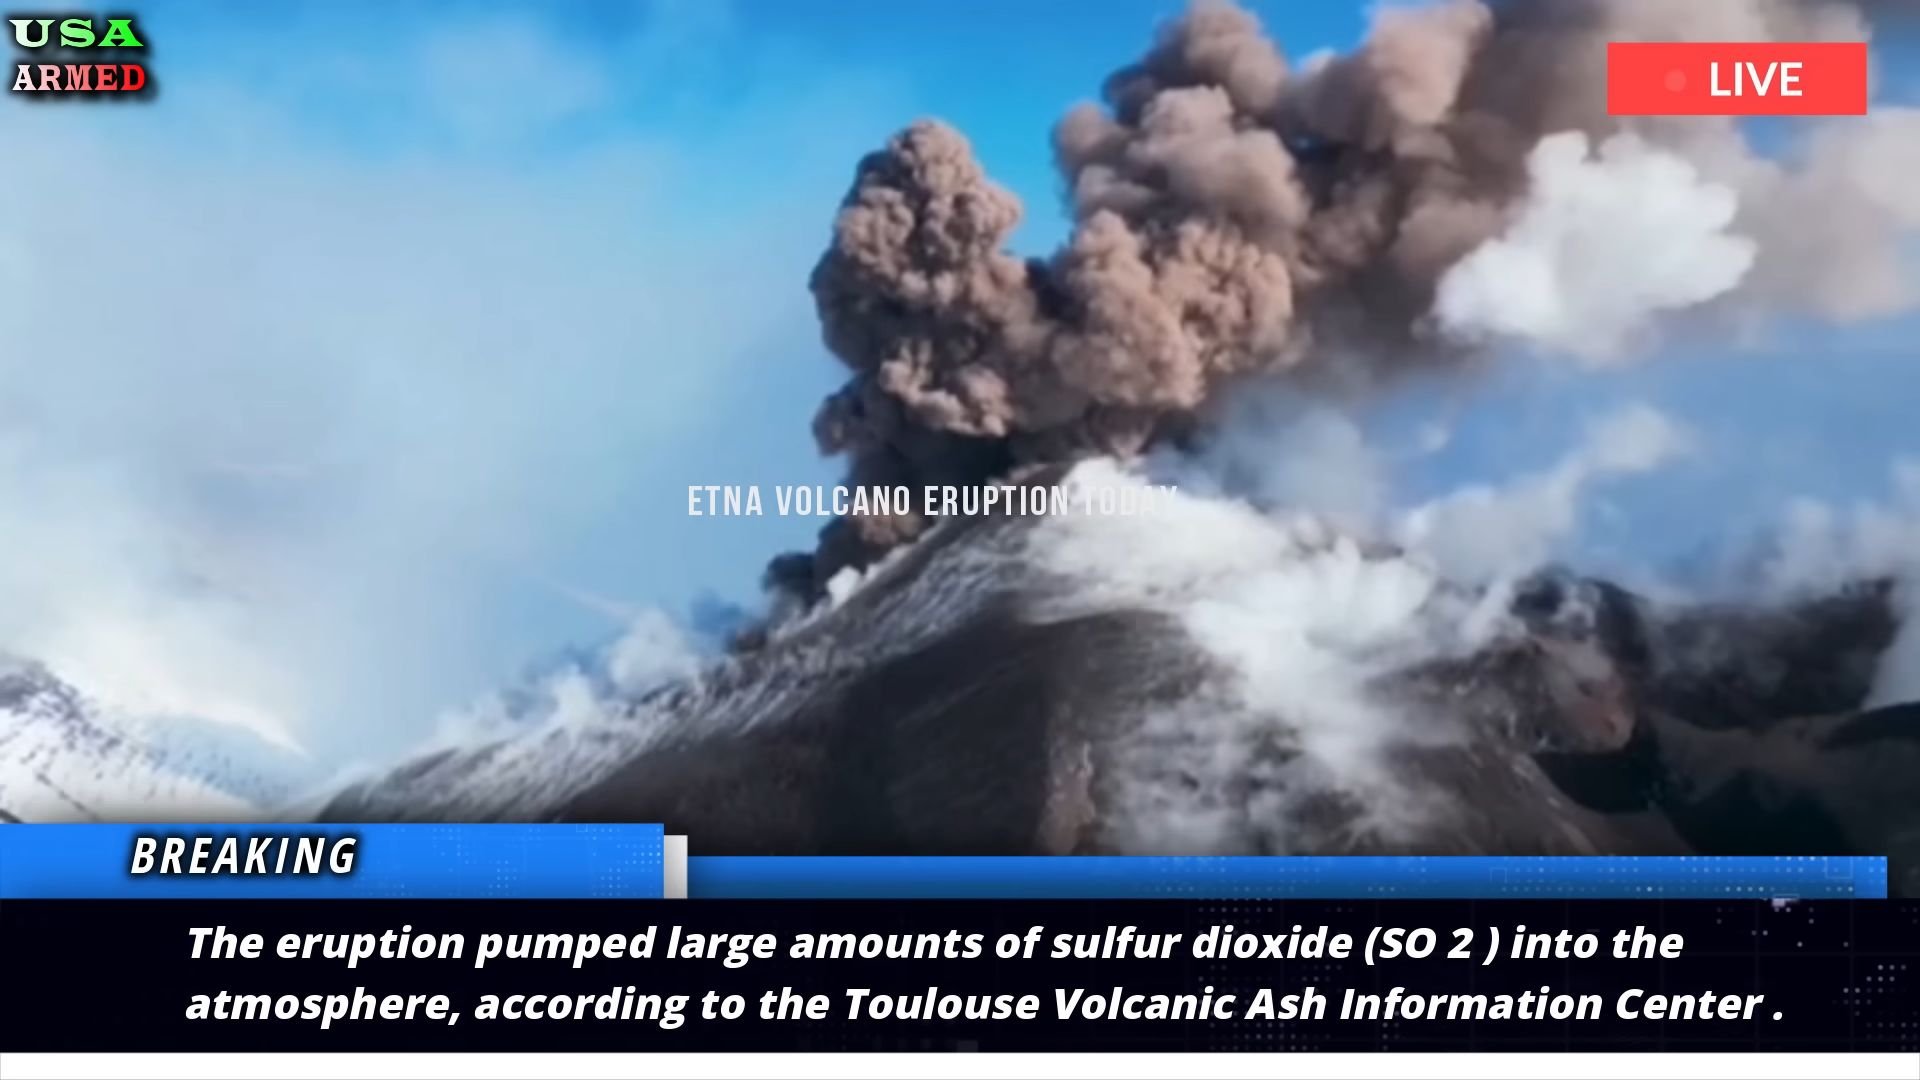 USA
ARMED
LIVE
ETNA VOLCANO ERUPTION TODAY
BREAKING
The eruption pumped large amounts of sulfur dioxide (SO 2 ) into the
atmosphere, according to the Toulouse Volcanic Ash Information Center .